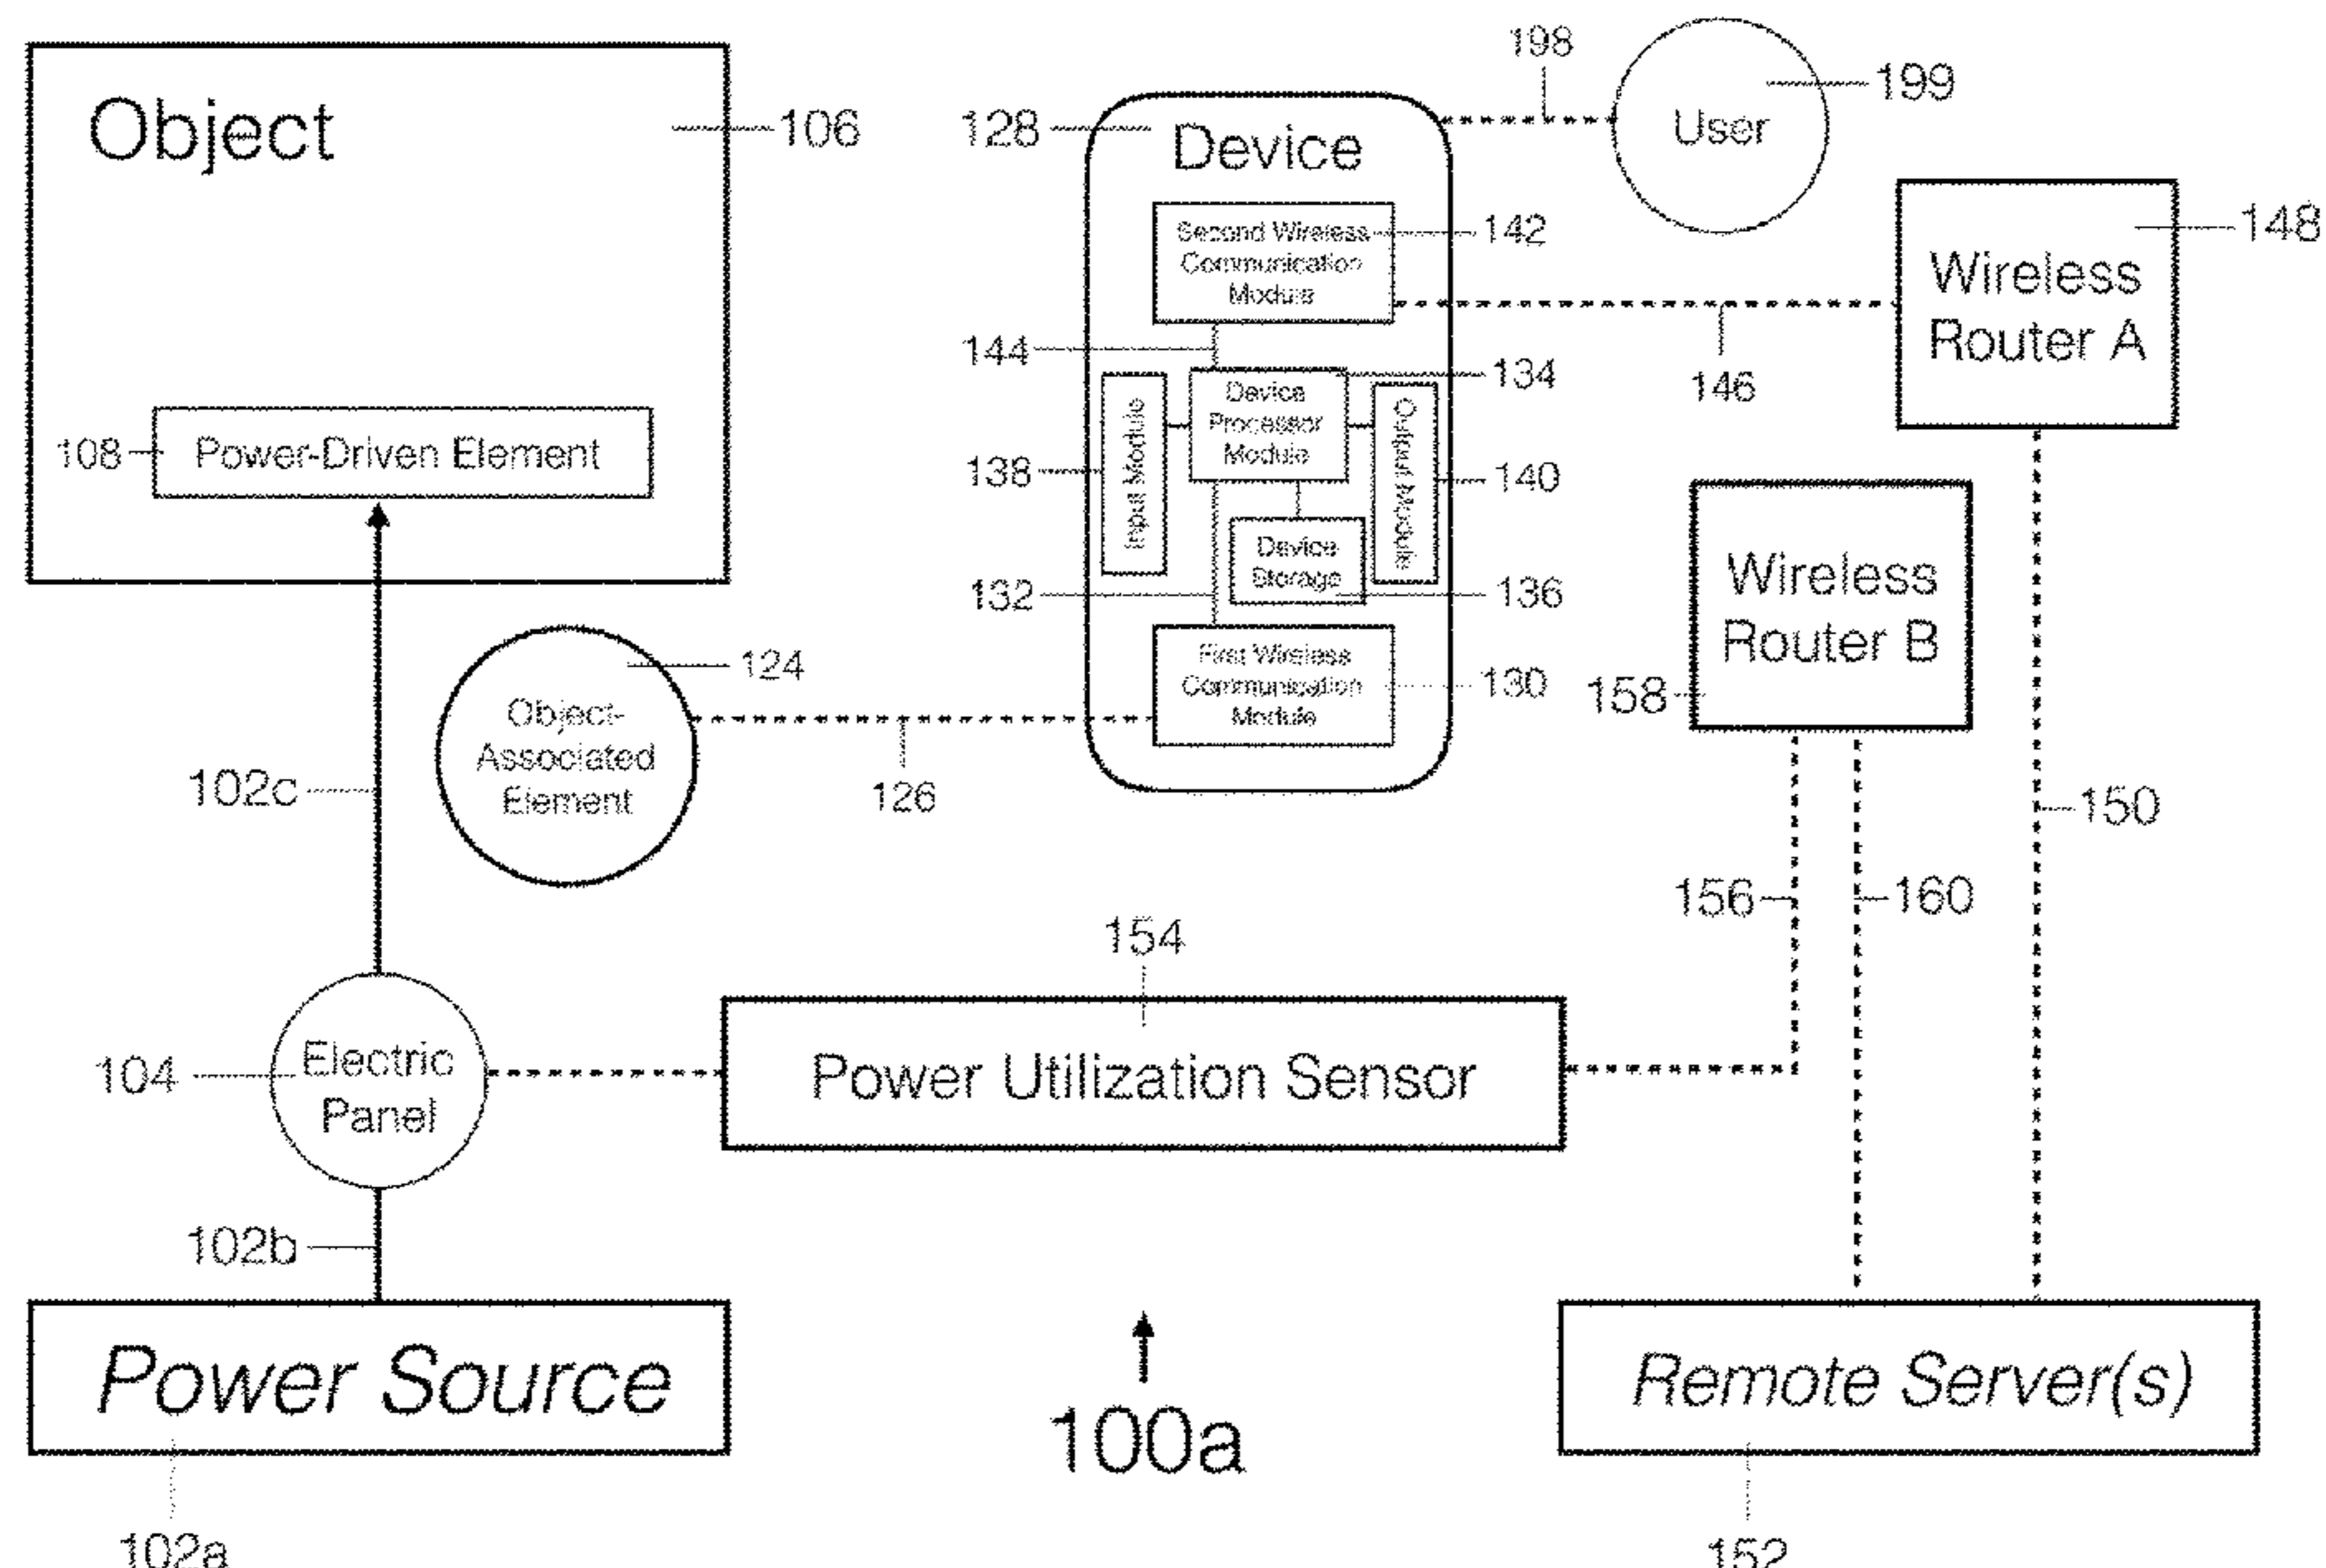 198
199
User
Object
106
128
Device
Second Wireless
Communication
Module
142
148
Wireless
Router A
144
146
134
Device
Processor
Module
108
Power-Driven Element
138
Input Module
Output Module
140
Device
Storage
132
136
Wireless
Router B
158
124
Object-
Associated
Element
First Wireless
Communication
Module
130
126
102c
150
156
160
154
104
Electric
Panel
Power Utilization Sensor
102b
Power Source
100a
Remote Server(s)
102a
152